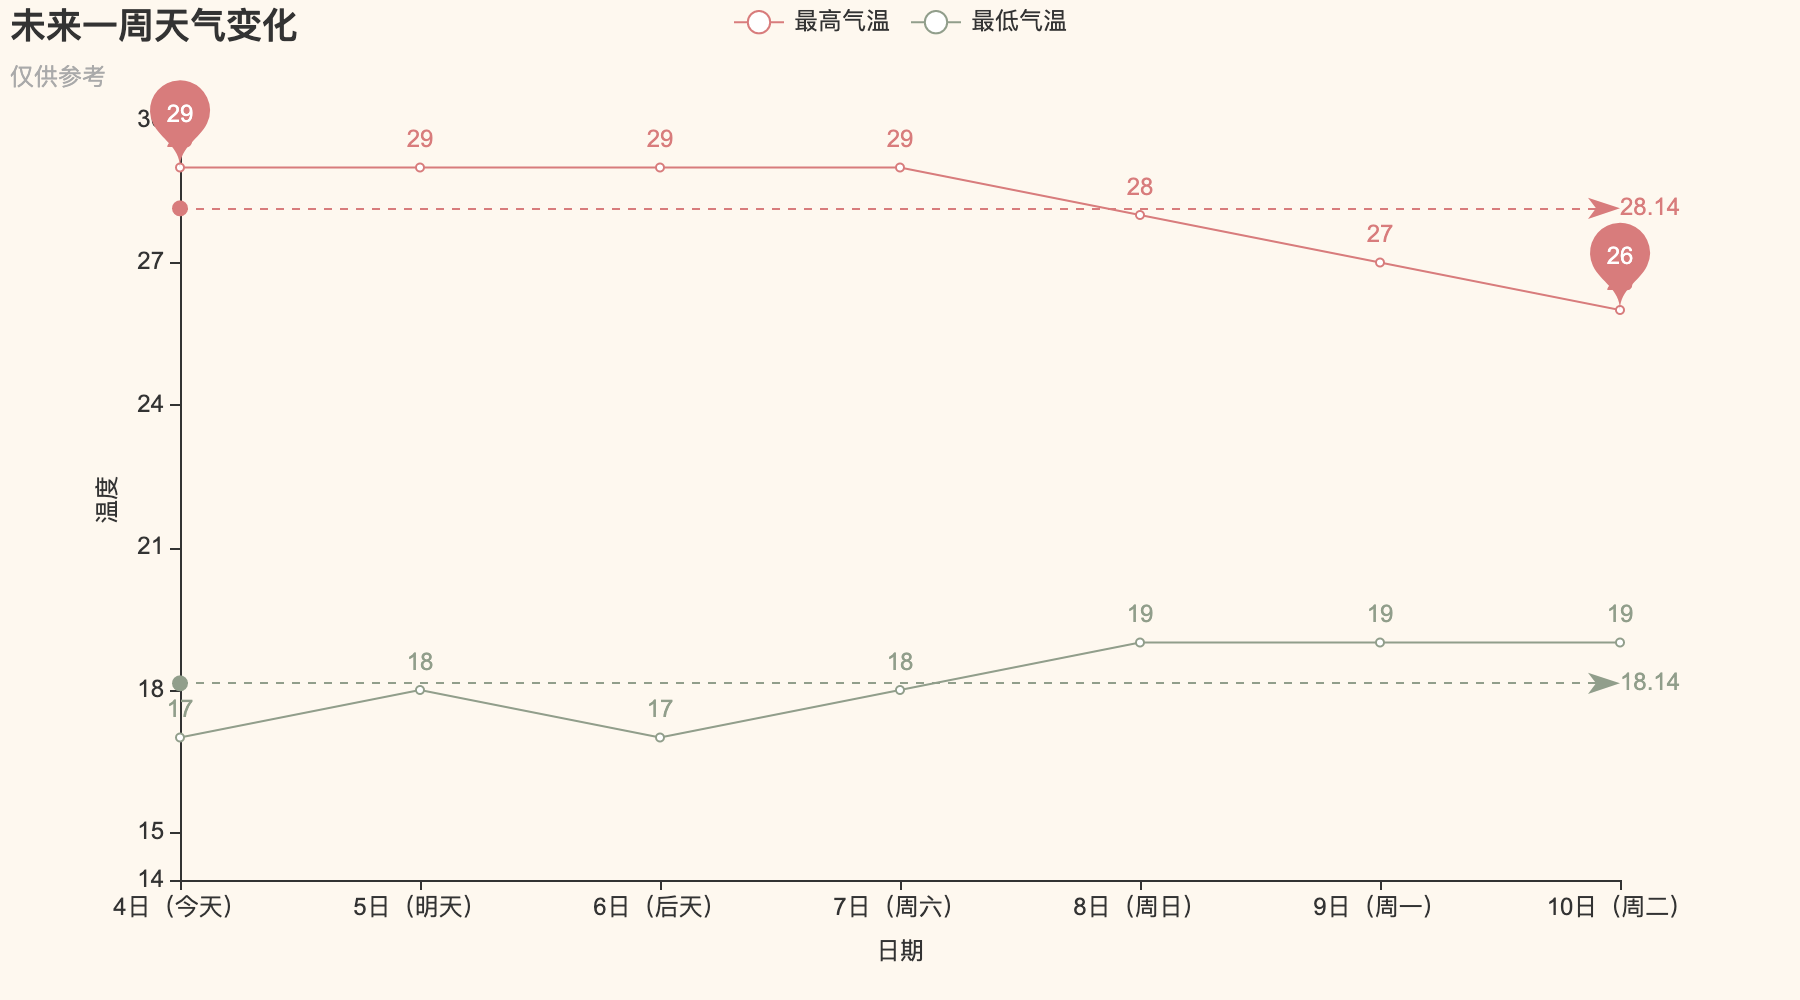 未来一周天气变化
仅供参考
最高气温 最低气温
29
29 29 29 28 27 26
28.14
27
24
21
18
15
14
温度
17 18 17 18 19 19 19
18.14
4日（今天） 5日（明天） 6日（后天） 7日（周六） 8日（周日） 9日（周一） 10日（周二）
日期